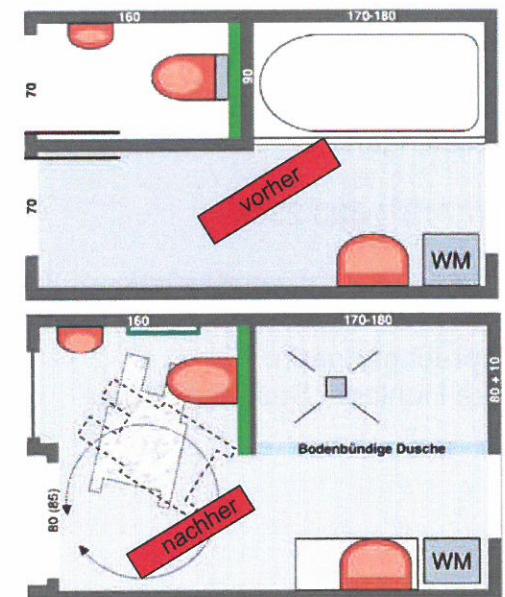 160
170-180
70
90
70
vorher
WM
160
170-180
80 + 10
Bodenbündige Dusche
80 (85)
nachher
WM